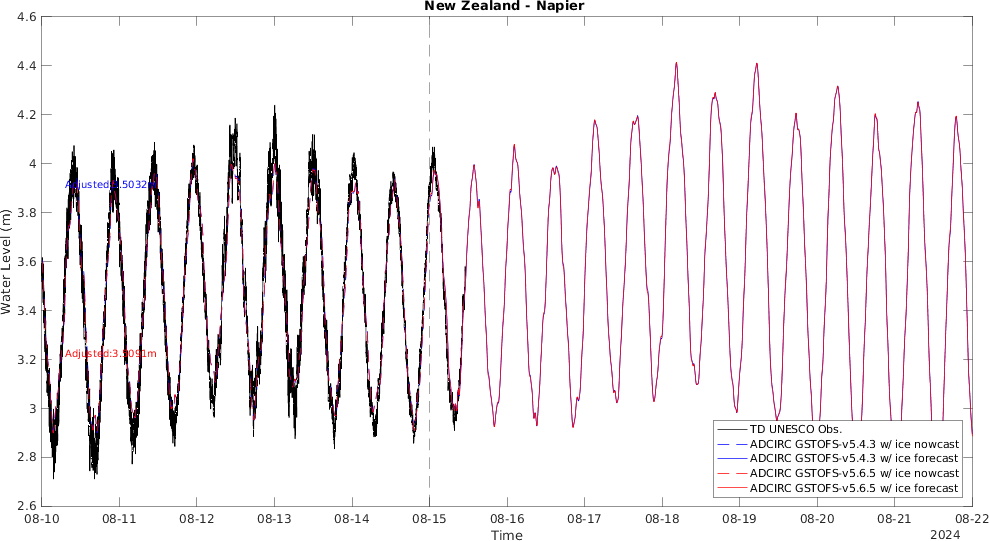 New Zealand - Napier
4.6
4.4
4.2
4
3.8
3.6
3.4
3.2
3
2.8
2.6
Water Level (m)
Adjusted:3.5032m
Adjusted:3.5091m
TD UNESCO Obs.
ADCIRC GSTOFS-v5.4.3 w/ ice nowcast
ADCIRC GSTOFS-v5.4.3 w/ ice forecast
ADCIRC GSTOFS-v5.6.5 w/ ice nowcast
ADCIRC GSTOFS-v5.6.5 w/ ice forecast
08-10 08-11 08-12 08-13 08-14 08-15 08-16 08-17 08-18 08-19 08-20 08-21 08-22
Time
2024